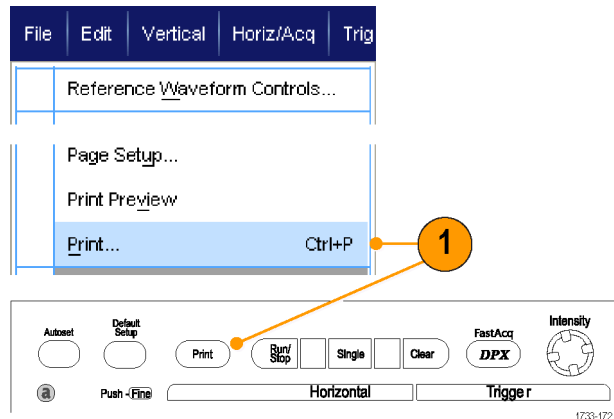 File Edit Vertical Horiz/Acq Trig
Reference Waveform Controls...
Page Setup...
Print Preview
Print... Ctrl+P
1
Autoset Default Setup Print Run/Stop Single Clear FastAcq DPX Intensity
a Push - Fine Horizontal Trigge r
1733-172